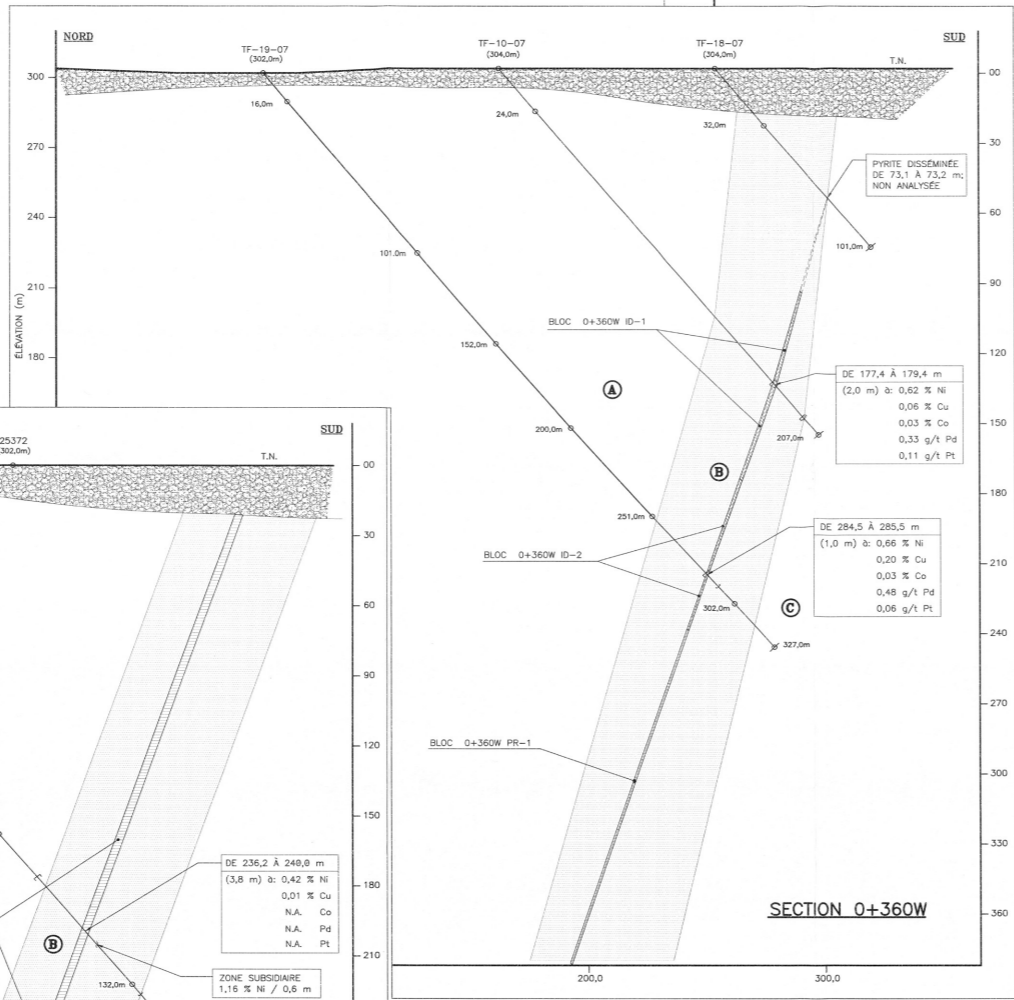 NORD
SUD
TF-19-07
(302,0m)
TF-10-07
(304,0m)
TF-18-07
(304,0m)
T.N.
300
270
240
210
180
ÉLÉVATION (m)
00
30
60
90
120
150
180
210
240
270
300
330
360
16,0m
24,0m
32,0m
PYRITE DISSÉMINÉE
DE 73,1 À 73,2 m;
NON ANALYSÉE
101,0m
101,0m
BLOC 0+360W ID-1
152,0m
A
DE 177,4 À 179,4 m
(2,0 m) à: 0,62 % Ni
0,06 % Cu
0,03 % Co
0,33 g/t Pd
0,11 g/t Pt
200,0m
207,0m
B
251,0m
BLOC 0+360W ID-2
DE 284,5 À 285,5 m
(1,0 m) à: 0,66 % Ni
0,20 % Cu
0,03 % Co
0,48 g/t Pd
0,06 g/t Pt
302,0m
C
327,0m
BLOC 0+360W PR-1
SECTION 0+360W
200,0
300,0
25372
(302,0m)
SUD
T.N.
00
30
60
90
120
150
180
210
DE 236,2 À 240,0 m
(3,8 m) à: 0,42 % Ni
0,01 % Cu
N.A. Co
N.A. Pd
N.A. Pt
B
ZONE SUBSIDIAIRE
1,16 % Ni / 0,6 m
132,0m